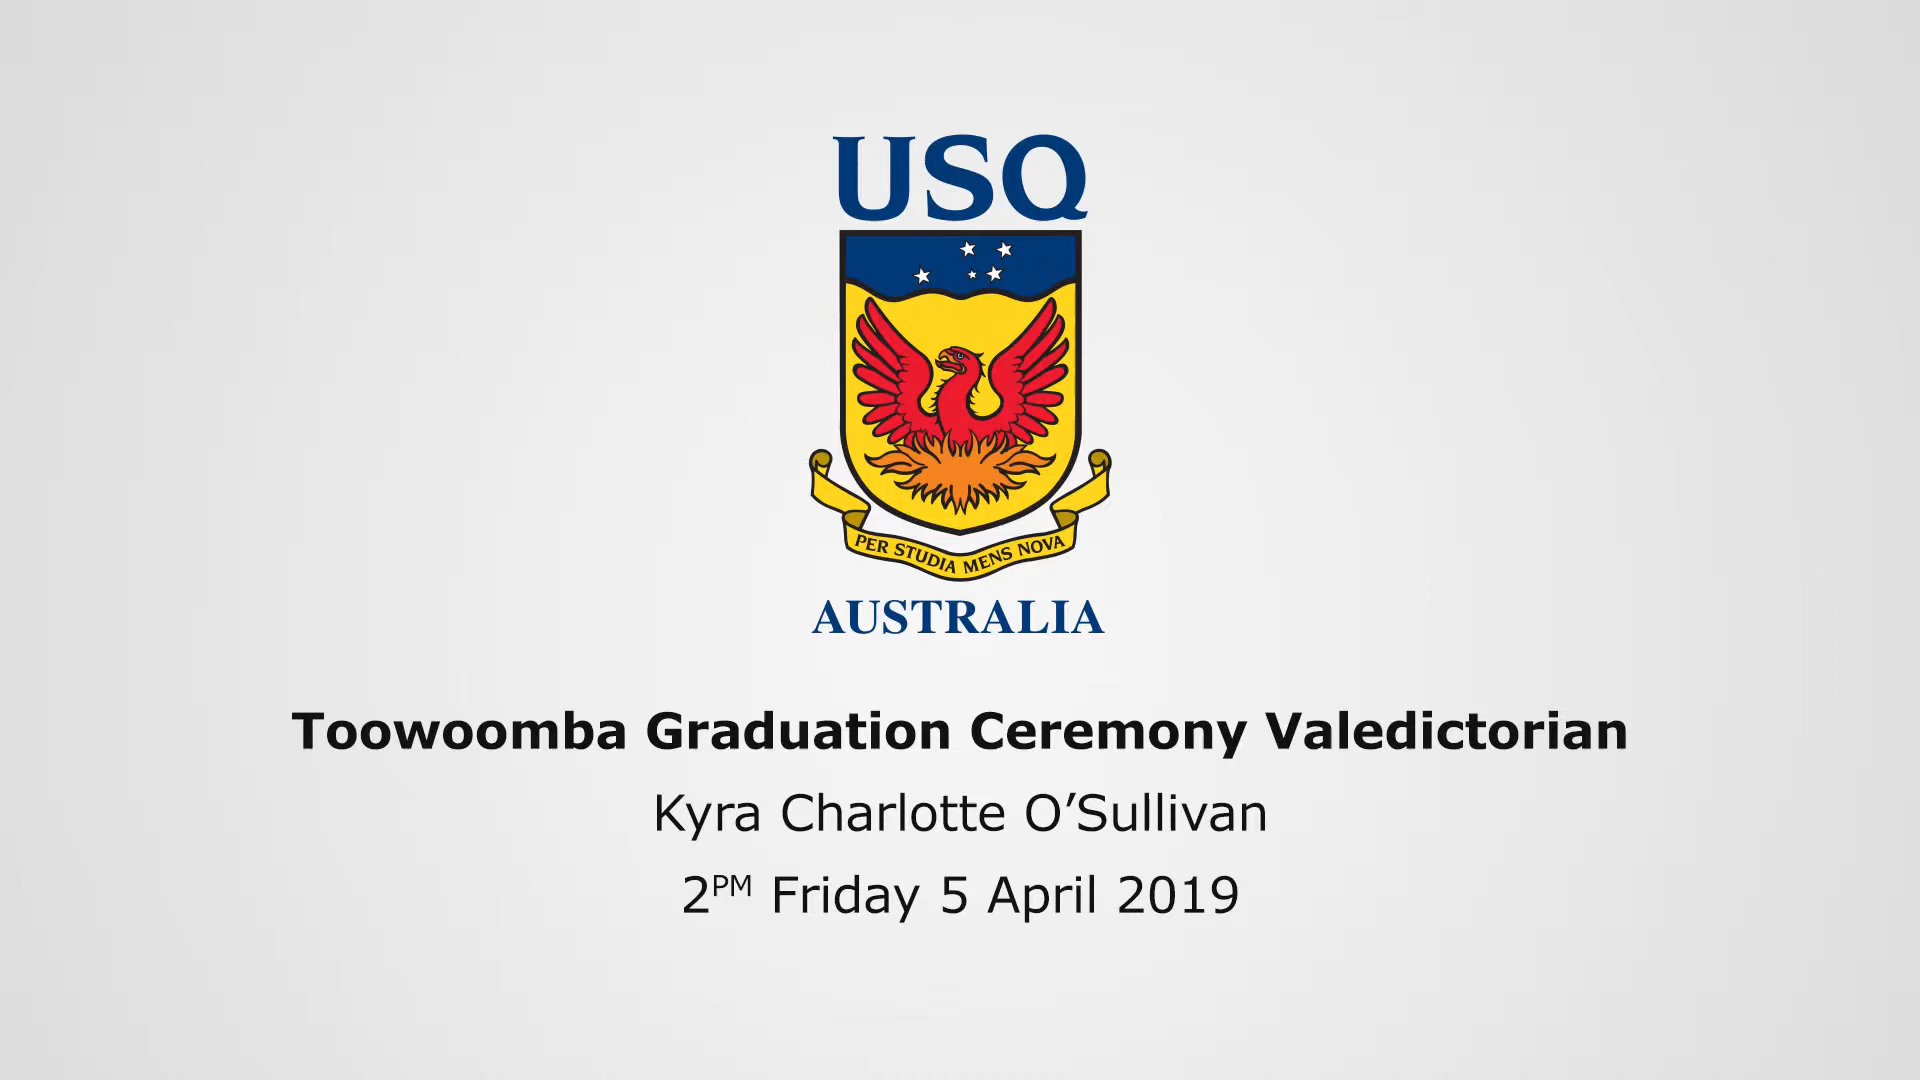 USQ
PER STUDIA MENS NOVA
AUSTRALIA
Toowoomba Graduation Ceremony Valedictorian
Kyra Charlotte O’Sullivan
2PM Friday 5 April 2019